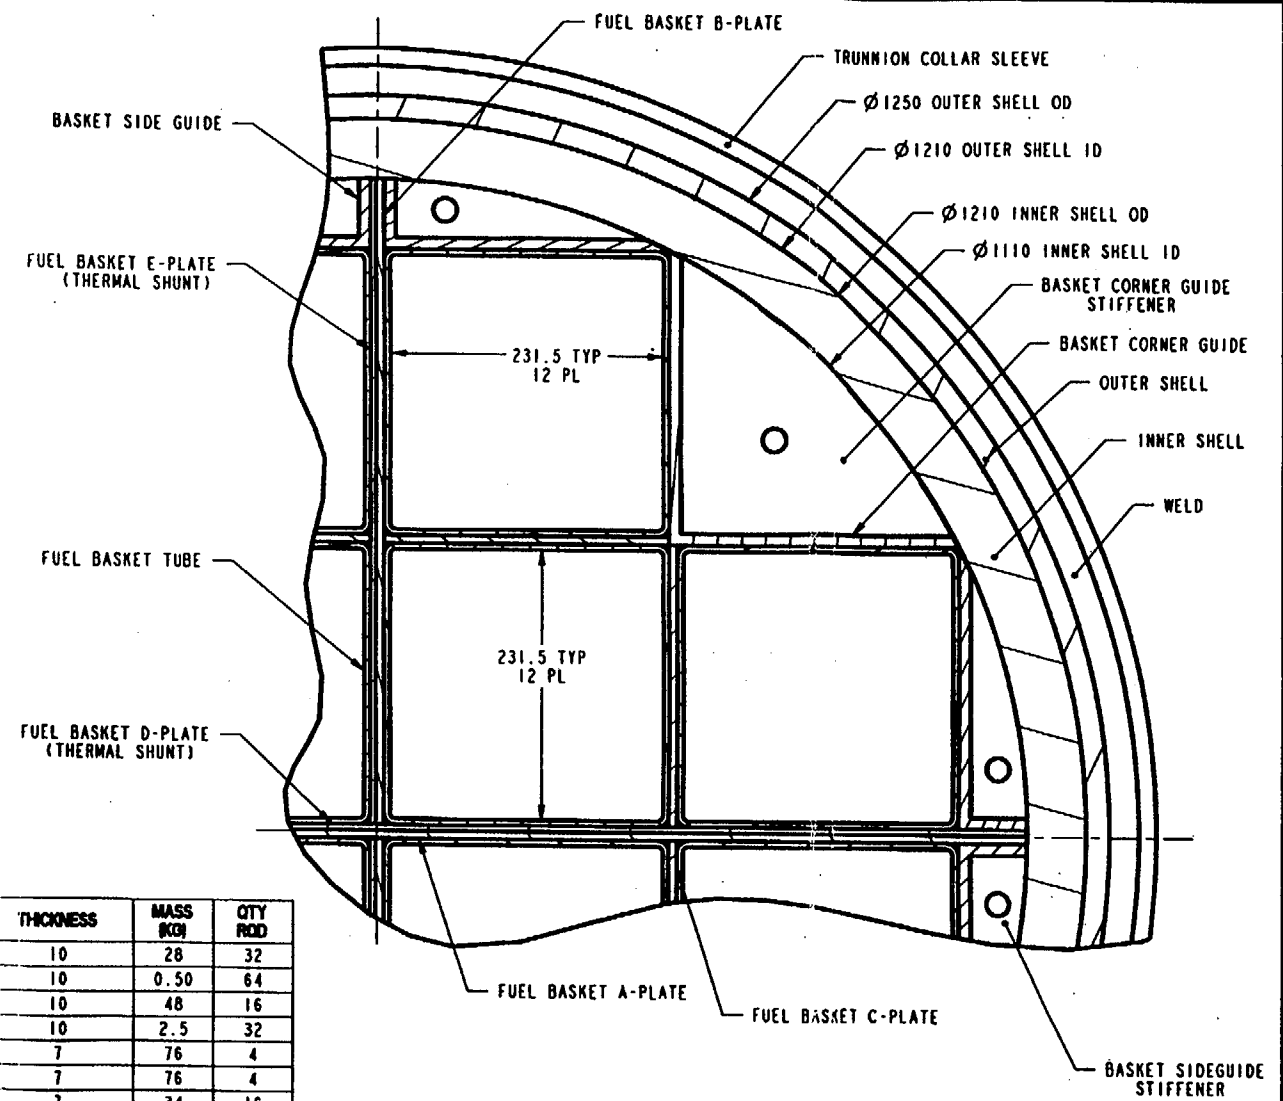 FUEL BASKET B-PLATE
TRUNNION COLLAR SLEEVE
BASKET SIDE GUIDE
Ø1250 OUTER SHELL OD
Ø1210 OUTER SHELL ID
Ø1210 INNER SHELL OD
Ø1110 INNER SHELL ID
FUEL BASKET E-PLATE
(THERMAL SHUNT)
BASKET CORNER GUIDE
STIFFENER
BASKET CORNER GUIDE
231.5 TYP
12 PL
OUTER SHELL
INNER SHELL
WELD
FUEL BASKET TUBE
231.5 TYP
12 PL
FUEL BASKET D-PLATE
(THERMAL SHUNT)
THICKNESS MASS (KG) QTY RQD
10 28 32
10 0.50 64
10 48 16
10 2.5 32
7 76 4
7 76 4
FUEL BASKET A-PLATE
FUEL BASKET C-PLATE
BASKET SIDEGUIDE
STIFFENER